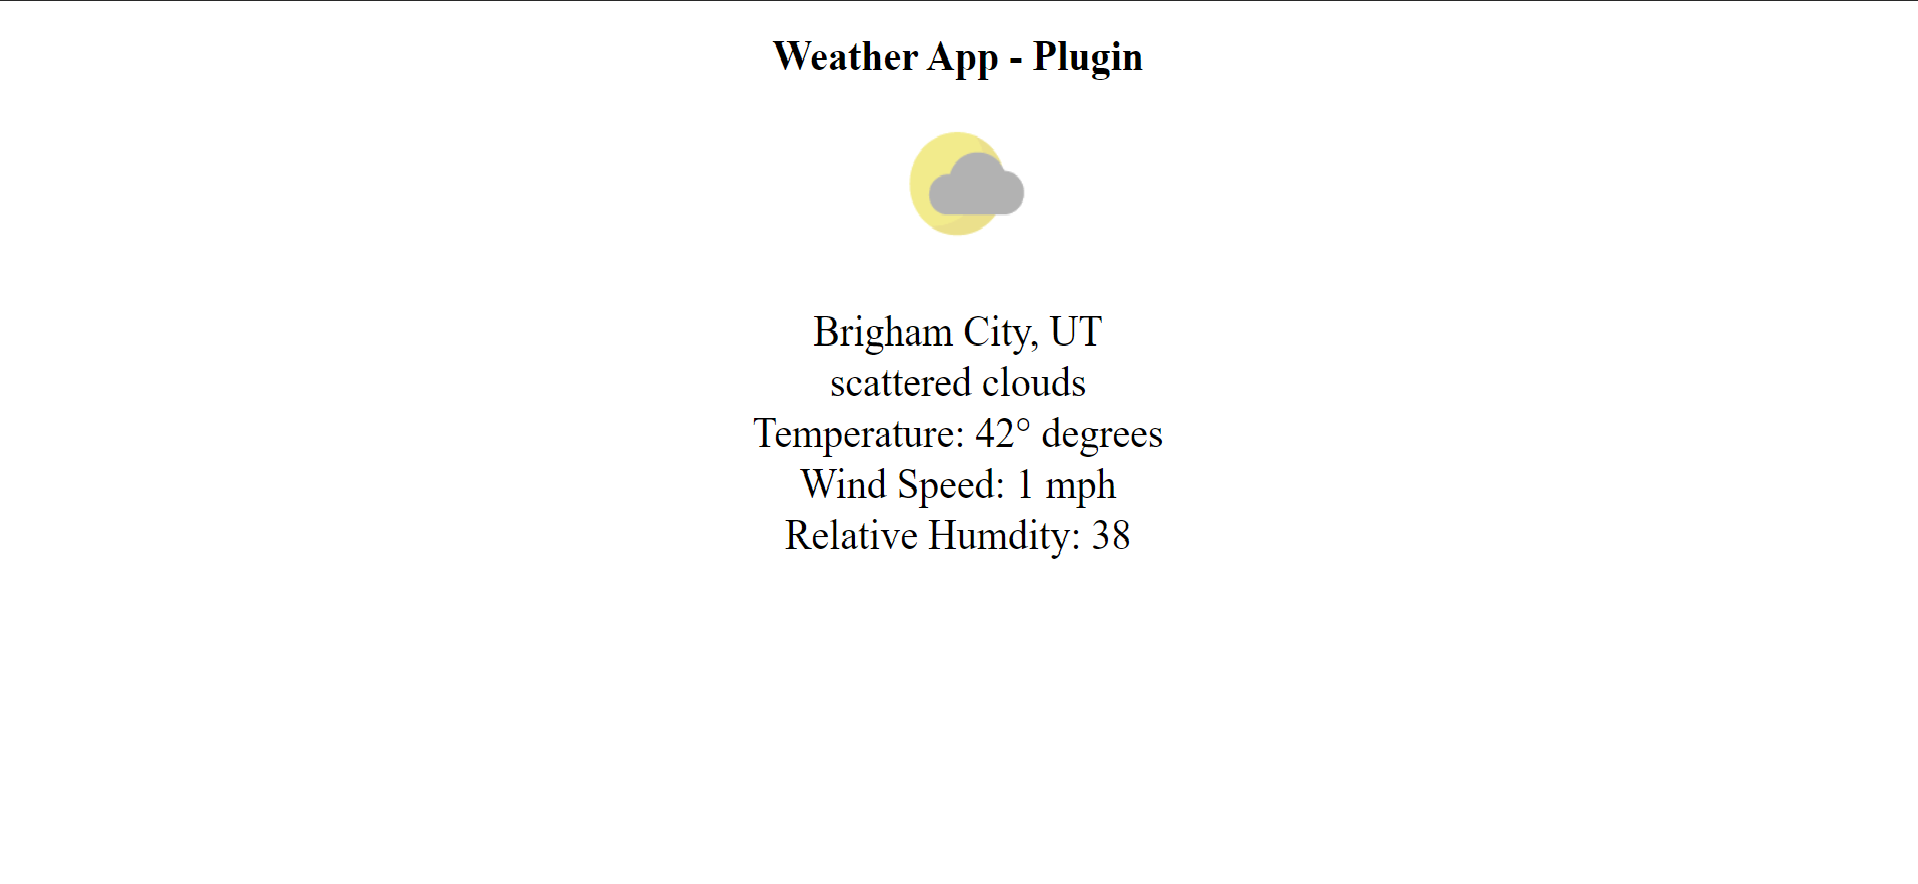 Weather App - Plugin
Brigham City, UT
scattered clouds
Temperature: 42° degrees
Wind Speed: 1 mph
Relative Humdity: 38